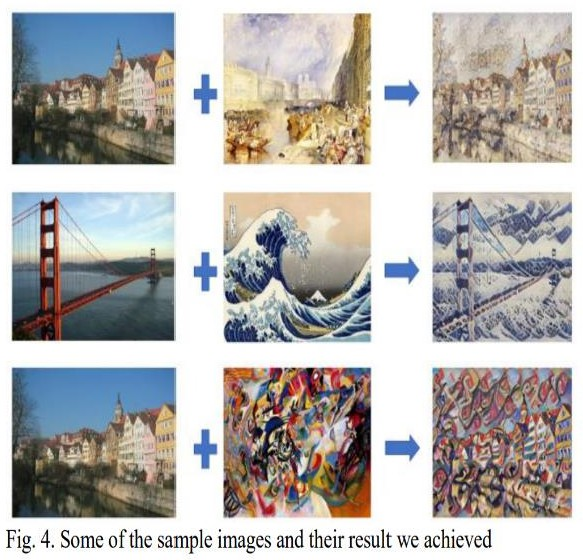 Fig. 4. Some of the sample images and their result we achieved